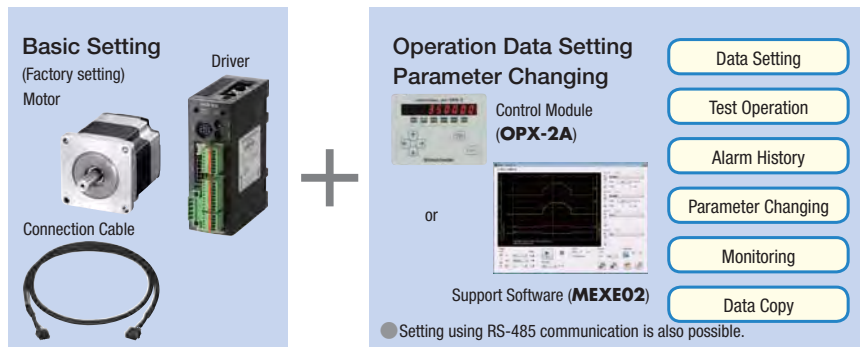 Basic Setting
(Factory setting)
Motor
Driver
Connection Cable
Operation Data Setting
Parameter Changing
Control Module
(OPX-2A)
350000
or
Support Software (MEXE02)
Setting using RS-485 communication is also possible.
Data Setting
Test Operation
Alarm History
Parameter Changing
Monitoring
Data Copy